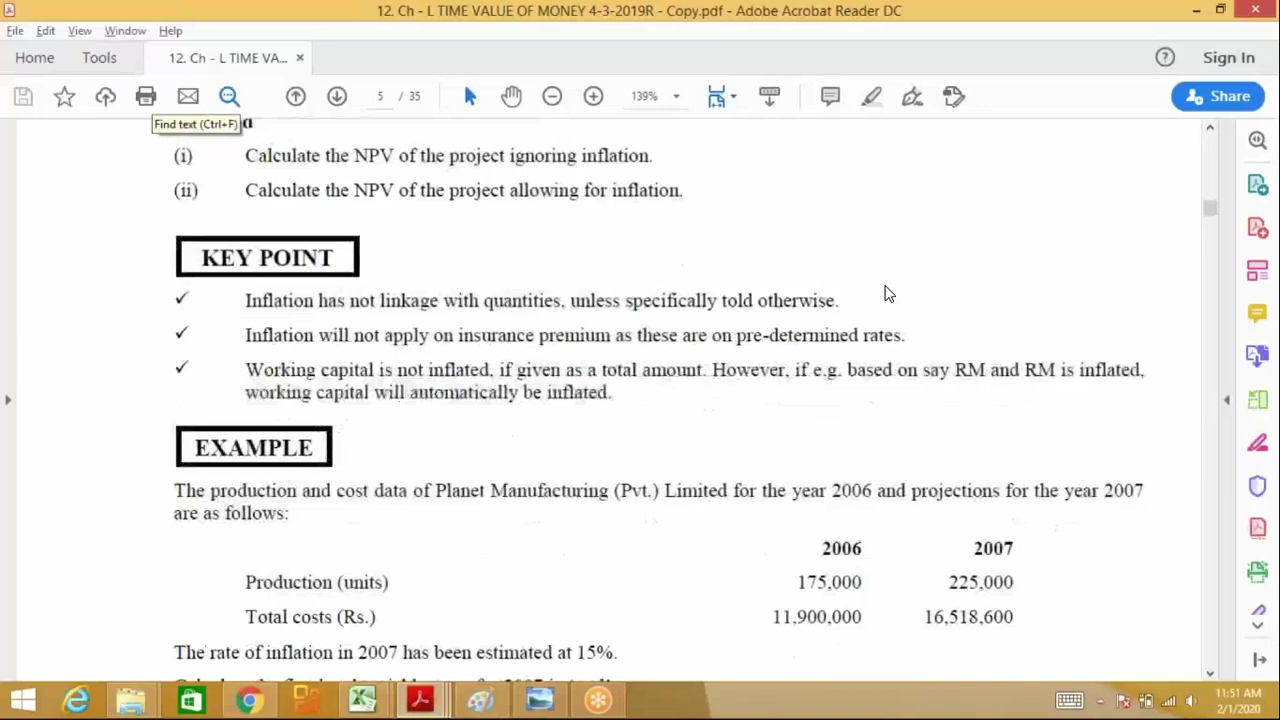 12. Ch - L TIME VALUE OF MONEY 4-3-2019R - Copy.pdf - Adobe Acrobat Reader DC
File Edit View Window Help
Home Tools 12. Ch - L TIME VA... × Sign In
5 / 35 139% Share
Find text (Ctrl+F)
(i) Calculate the NPV of the project ignoring inflation.
(ii) Calculate the NPV of the project allowing for inflation.
KEY POINT
✓ Inflation has not linkage with quantities, unless specifically told otherwise.
✓ Inflation will not apply on insurance premium as these are on pre-determined rates.
✓ Working capital is not inflated, if given as a total amount. However, if e.g. based on say RM and RM is inflated,
working capital will automatically be inflated.
EXAMPLE
The production and cost data of Planet Manufacturing (Pvt.) Limited for the year 2006 and projections for the year 2007
are as follows:
2006 2007
Production (units) 175,000 225,000
Total costs (Rs.) 11,900,000 16,518,600
The rate of inflation in 2007 has been estimated at 15%.
11:51 AM
2/1/2020